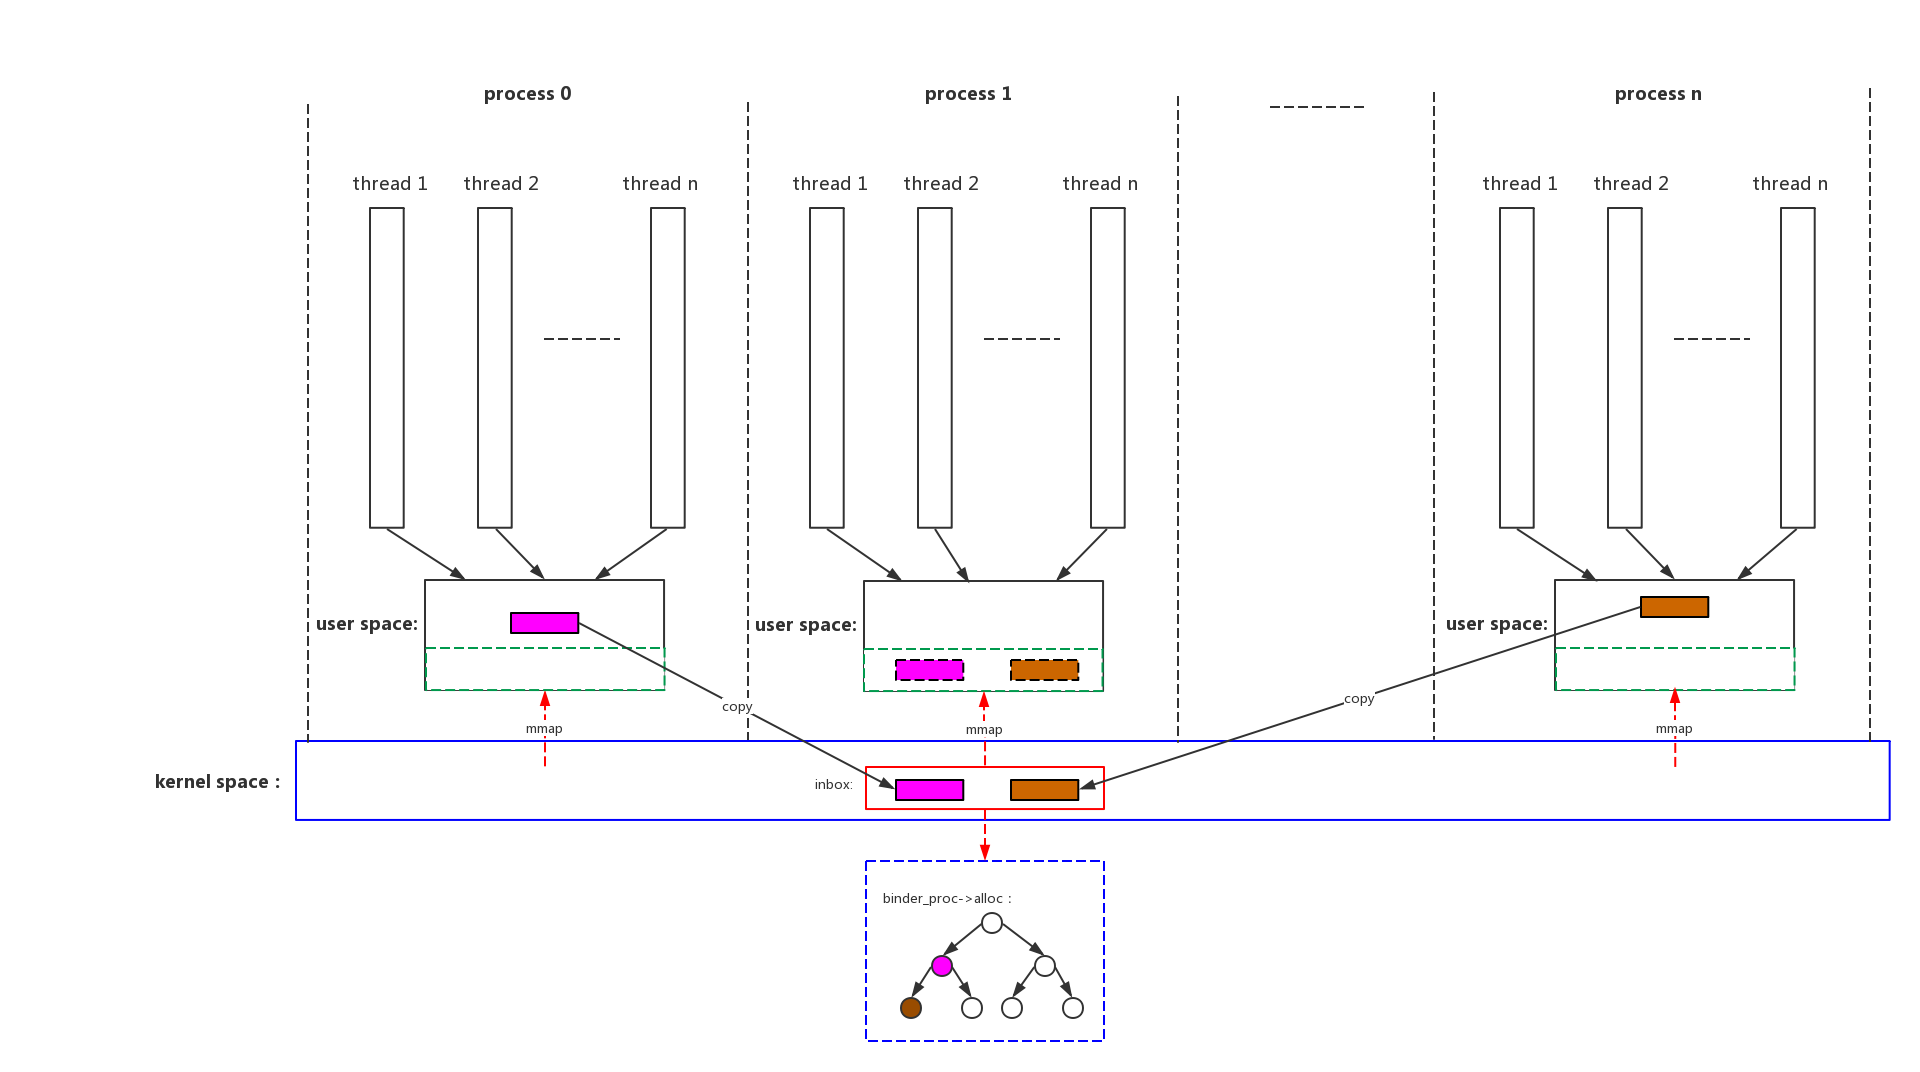 process 0
process 1
process n
thread 1
thread 2
thread n
thread 1
thread 2
thread n
thread 1
thread 2
thread n
user space:
user space:
user space:
copy
copy
mmap
mmap
mmap
kernel space :
inbox:
binder_proc->alloc :